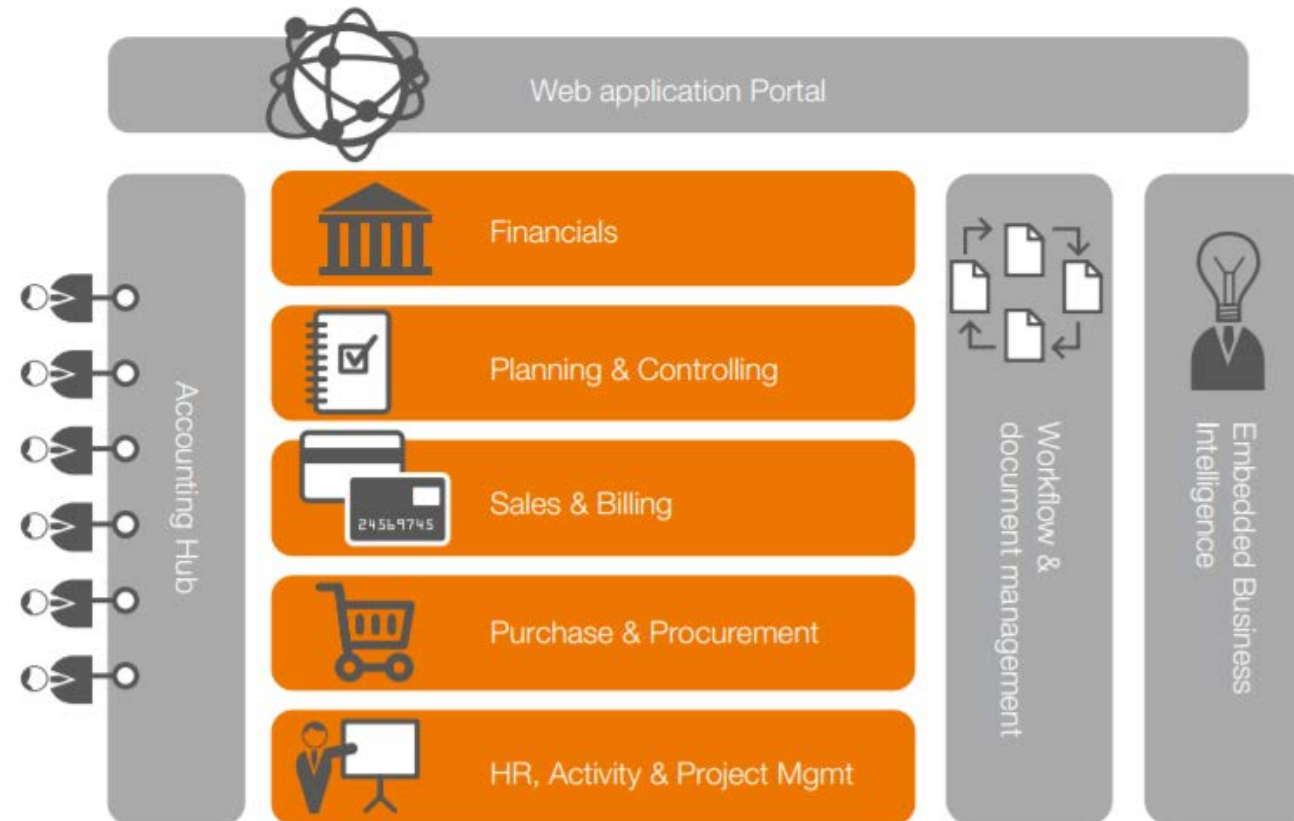 Web application Portal
Accounting Hub
Financials
Planning & Controlling
Sales & Billing
24569745
Purchase & Procurement
HR, Activity & Project Mgmt
Workflow &
document management
Embedded Business
Intelligence